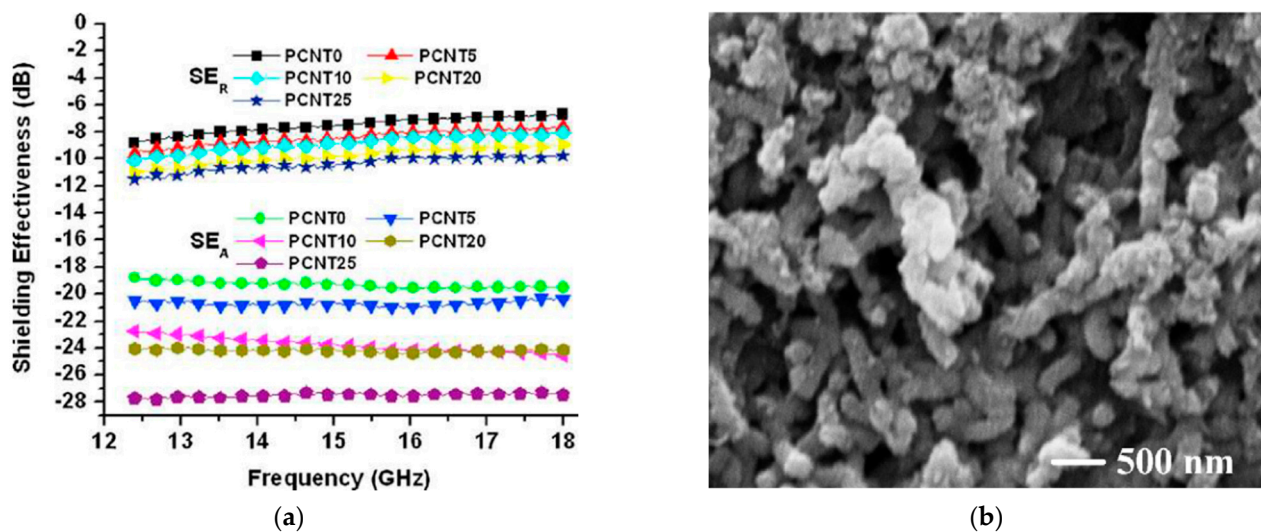 0
-2
-4
-6
-8
-10
-12
-14
-16
-18
-20
-22
-24
-26
-28
Shielding Effectiveness (dB)
PCNT0 PCNT5
SE_R PCNT10 PCNT20
PCNT25
PCNT0 PCNT5
SE_A PCNT10 PCNT20
PCNT25
12 13 14 15 16 17 18
Frequency (GHz)
500 nm
(a) (b)